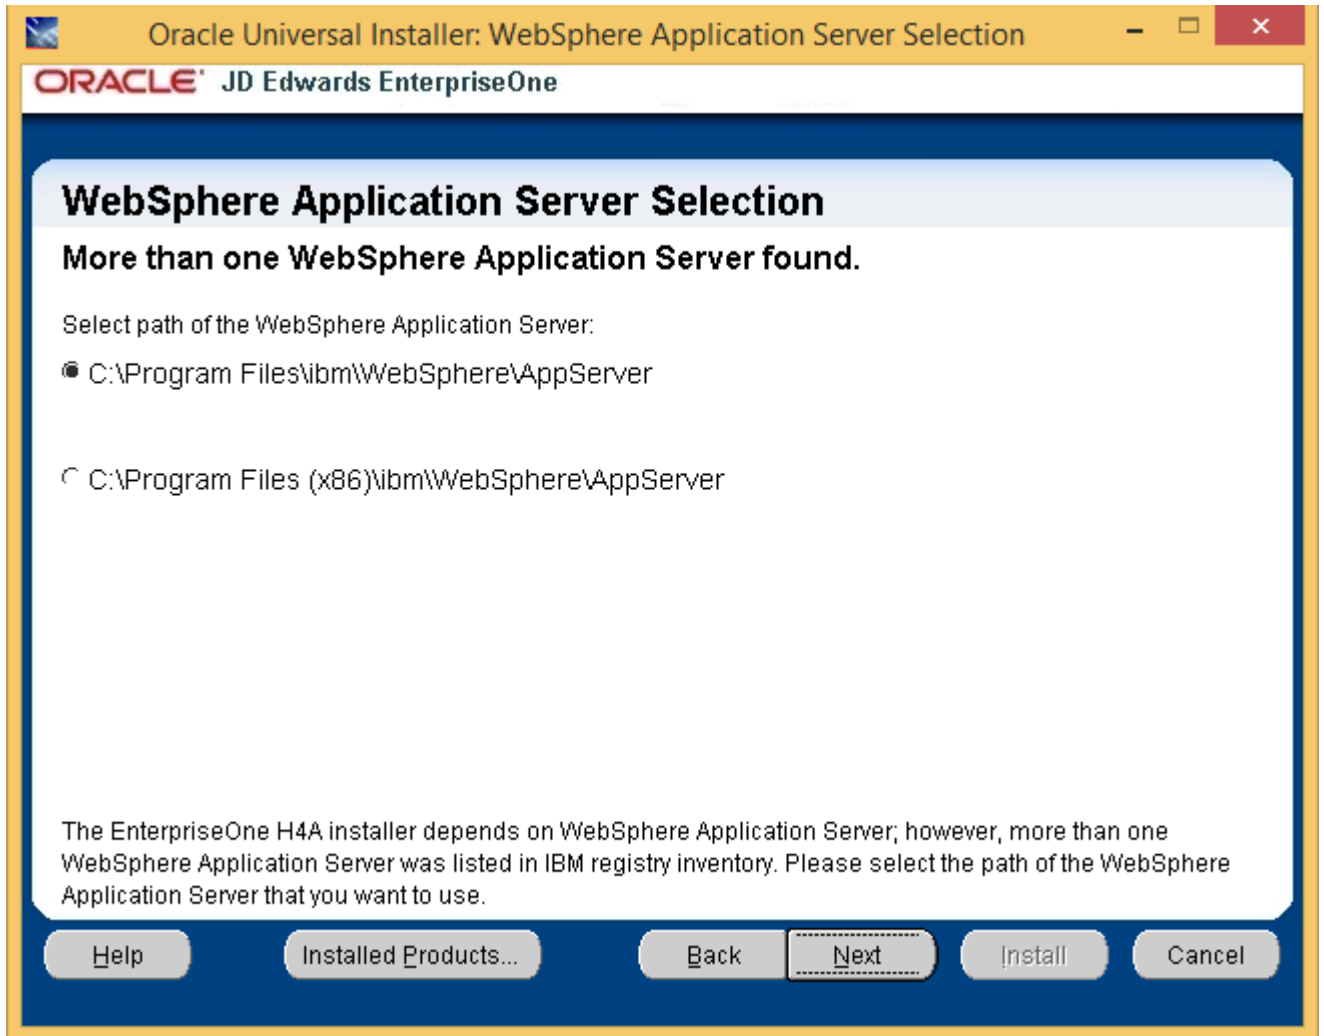 Oracle Universal Installer: WebSphere Application Server Selection
ORACLE JD Edwards EnterpriseOne
WebSphere Application Server Selection
More than one WebSphere Application Server found.
Select path of the WebSphere Application Server:
C:\Program Files\ibm\WebSphere\AppServer
C:\Program Files (x86)\ibm\WebSphere\AppServer
The EnterpriseOne H4A installer depends on WebSphere Application Server; however, more than one
WebSphere Application Server was listed in IBM registry inventory. Please select the path of the WebSphere
Application Server that you want to use.
Help Installed Products... Back Next Install Cancel